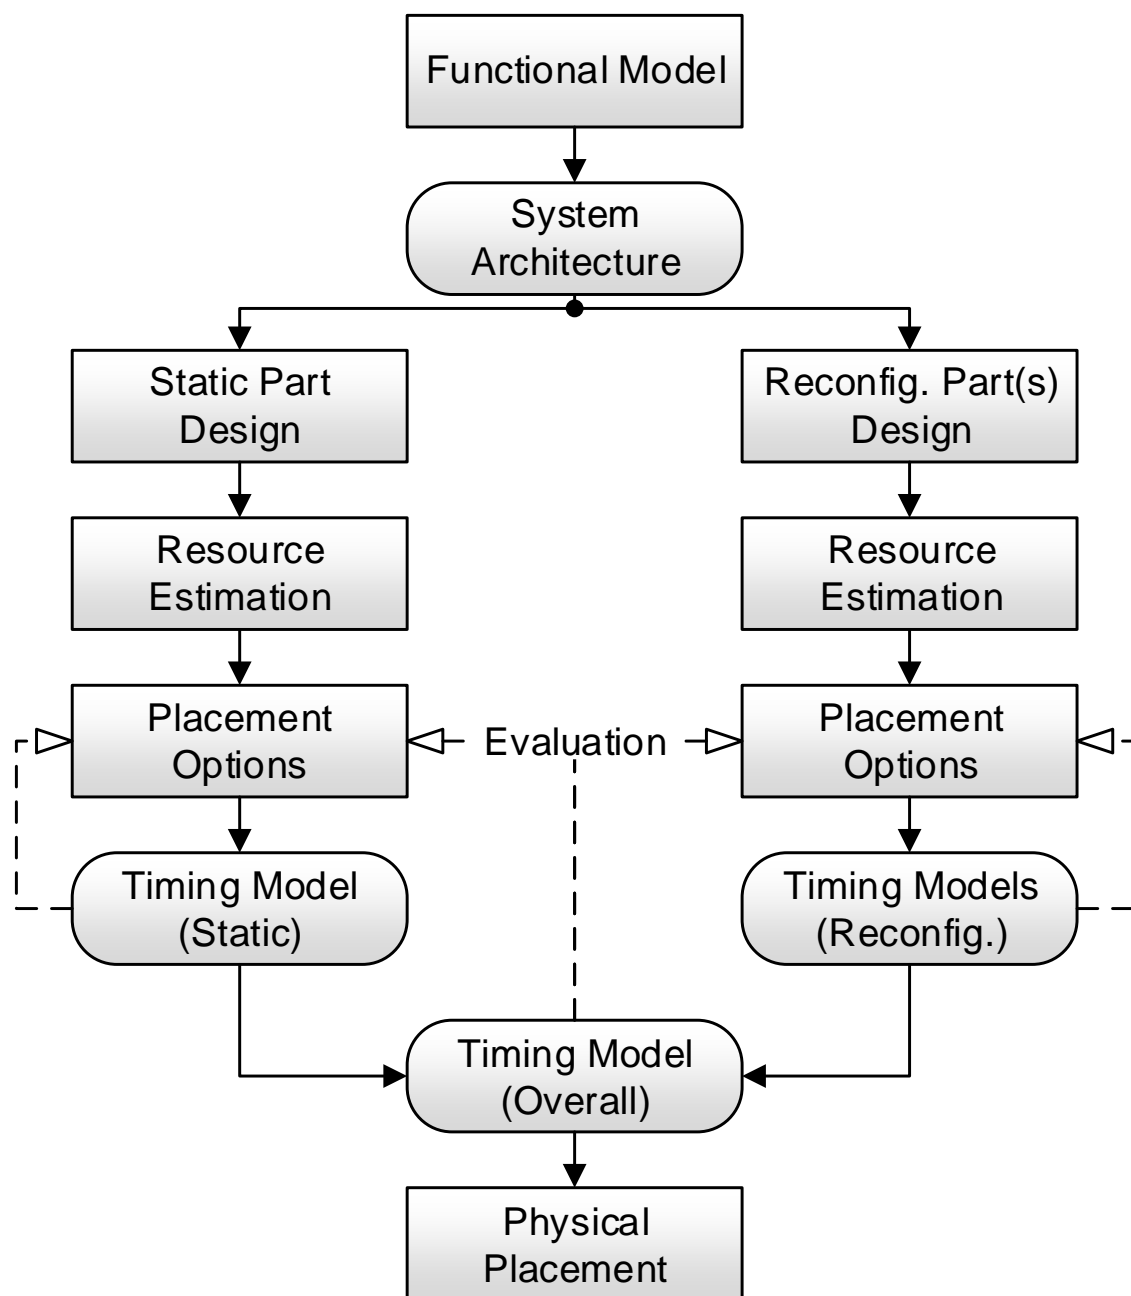 Functional Model
System
Architecture
Static Part
Design
Reconfig. Part(s)
Design
Resource
Estimation
Resource
Estimation
Placement
Options
Evaluation
Placement
Options
Timing Model
(Static)
Timing Models
(Reconfig.)
Timing Model
(Overall)
Physical
Placement